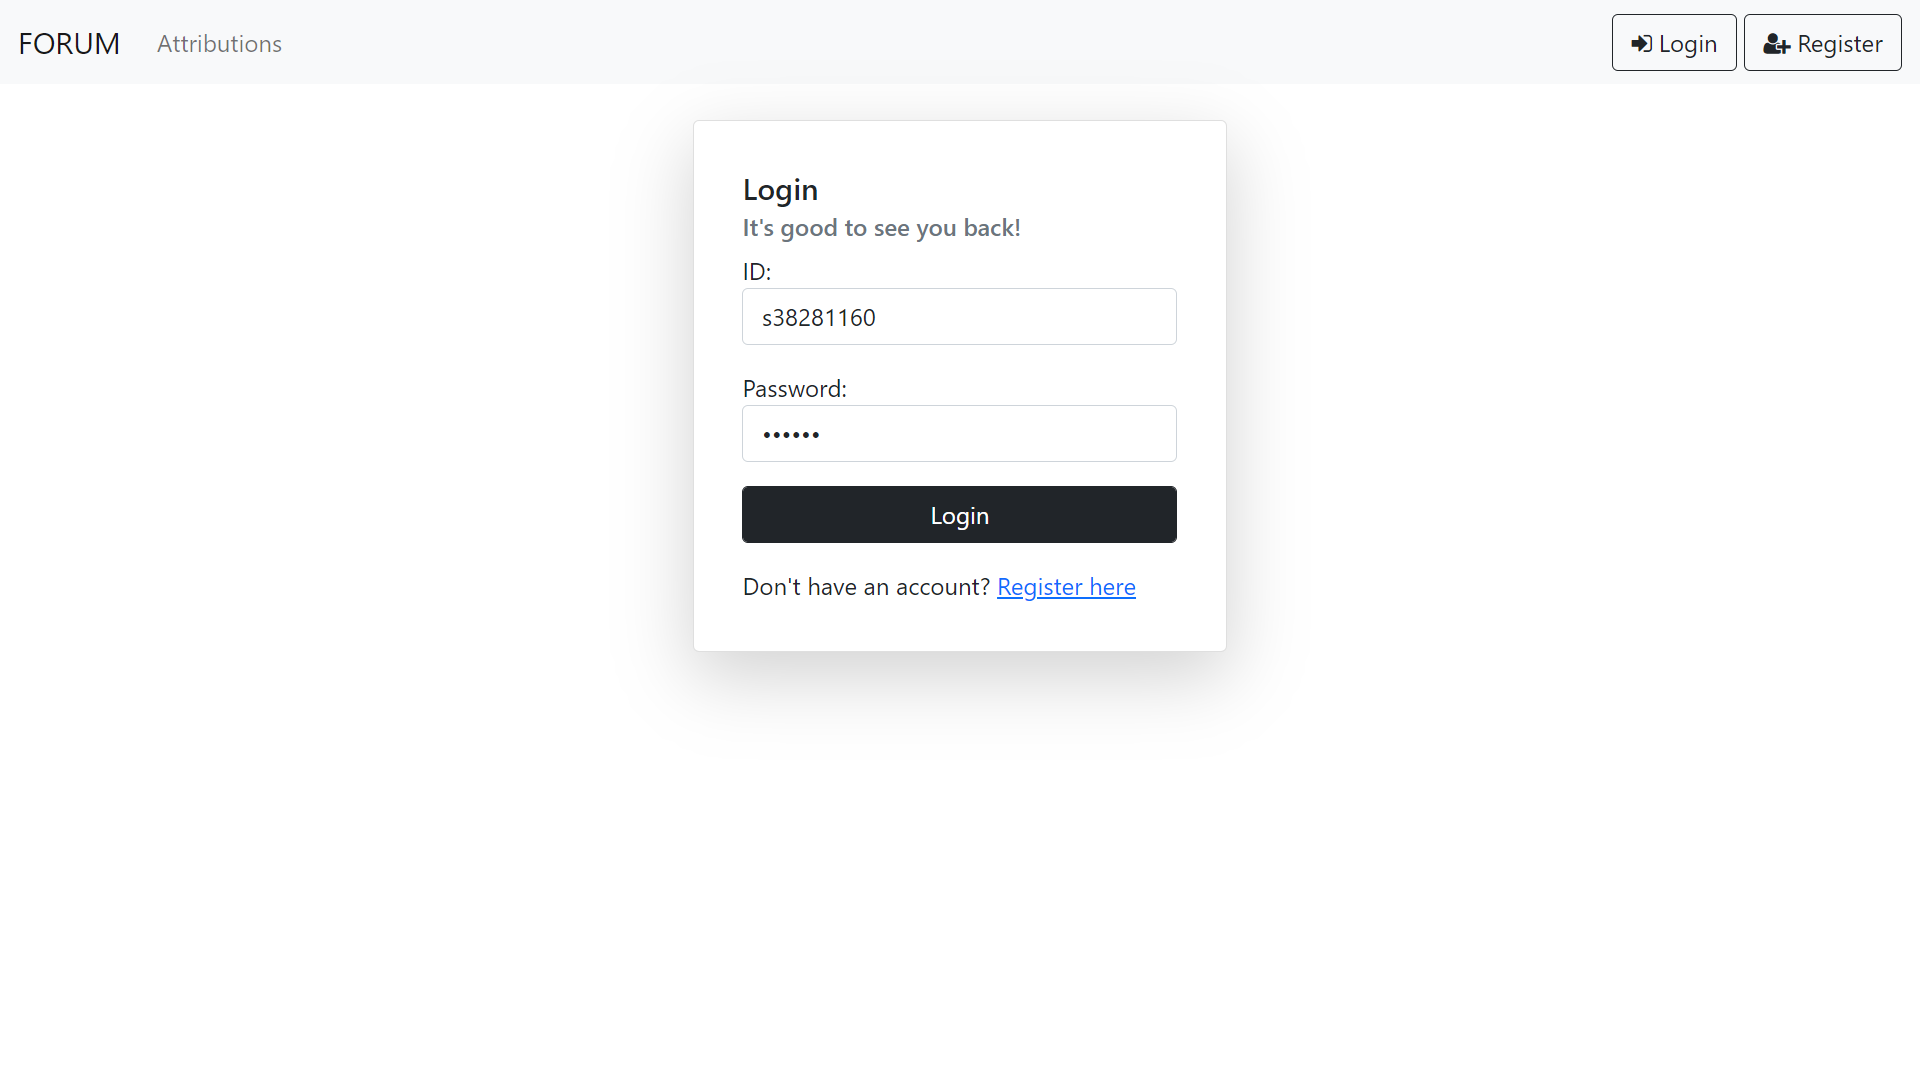 FORUM Attributions Login Register
Login
It's good to see you back!
ID:
s38281160
Password:
••••••
Login
Don't have an account? Register here